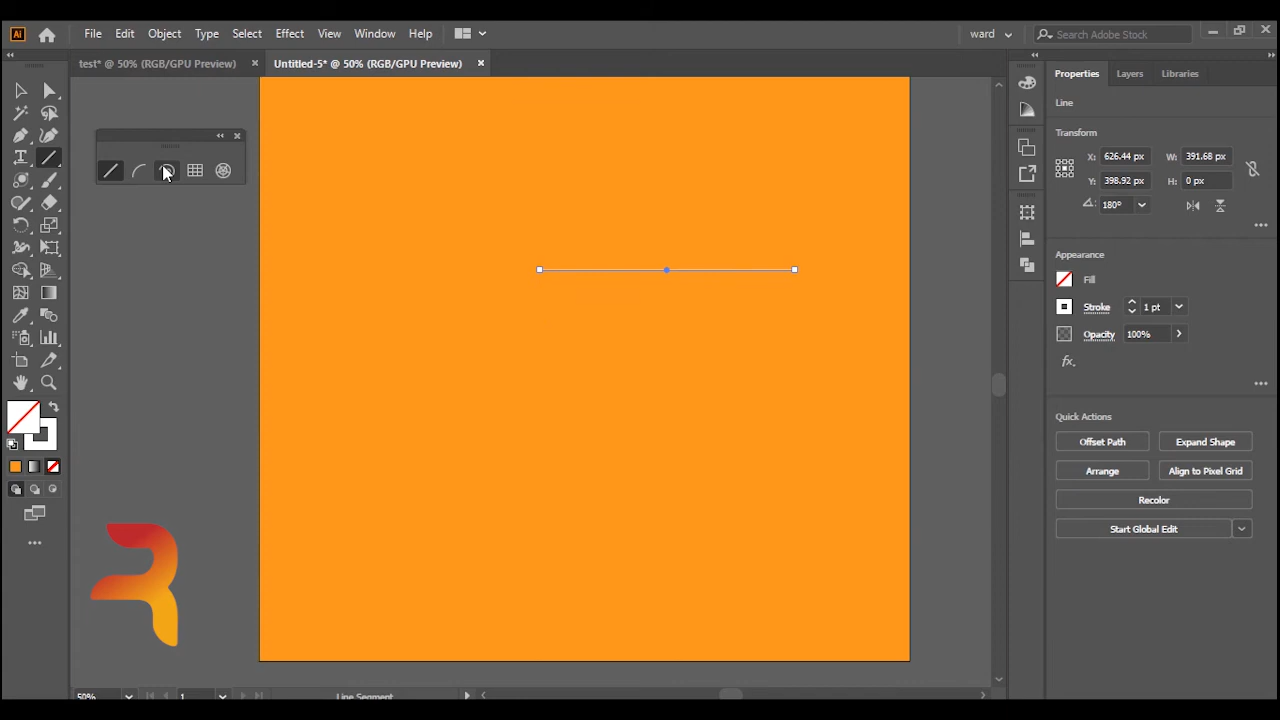 Ai
File Edit Object Type Select Effect View Window Help
ward
Search Adobe Stock
test* @ 50% (RGB/GPU Preview)
Untitled-5* @ 50% (RGB/GPU Preview)
Properties Layers Libraries
Line
Transform
X: 626.44 px W: 391.68 px
Y: 398.92 px H: 0 px
180°
Appearance
Fill
Stroke 1 pt
Opacity 100%
fx.
Quick Actions
Offset Path Expand Shape
Arrange Align to Pixel Grid
Recolor
Start Global Edit
50% 1 Line Segment